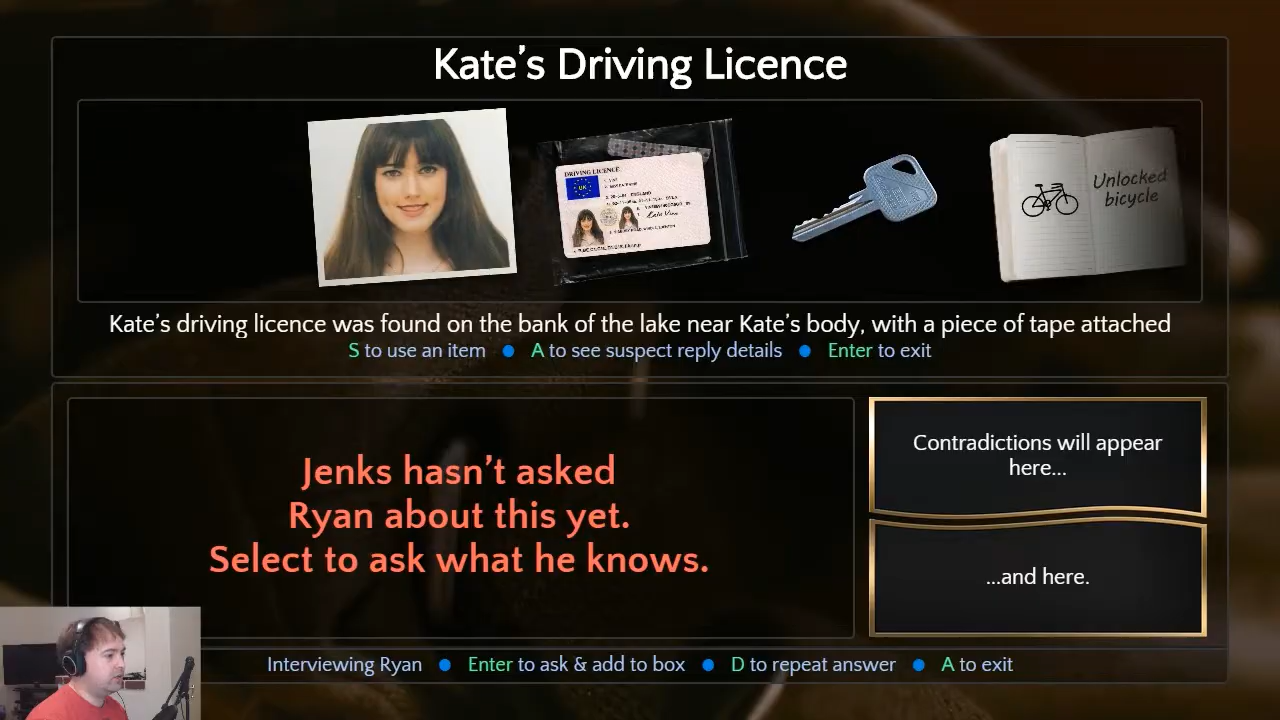 Kate's Driving Licence
DRIVING LICENCE
UK
Unlocked
bicycle
Kate's driving licence was found on the bank of the lake near Kate's body, with a piece of tape attached
S to use an item ● A to see suspect reply details ● Enter to exit
Jenks hasn't asked
Ryan about this yet.
Select to ask what he knows.
Contradictions will appear
here...
...and here.
Interviewing Ryan ● Enter to ask & add to box ● D to repeat answer ● A to exit